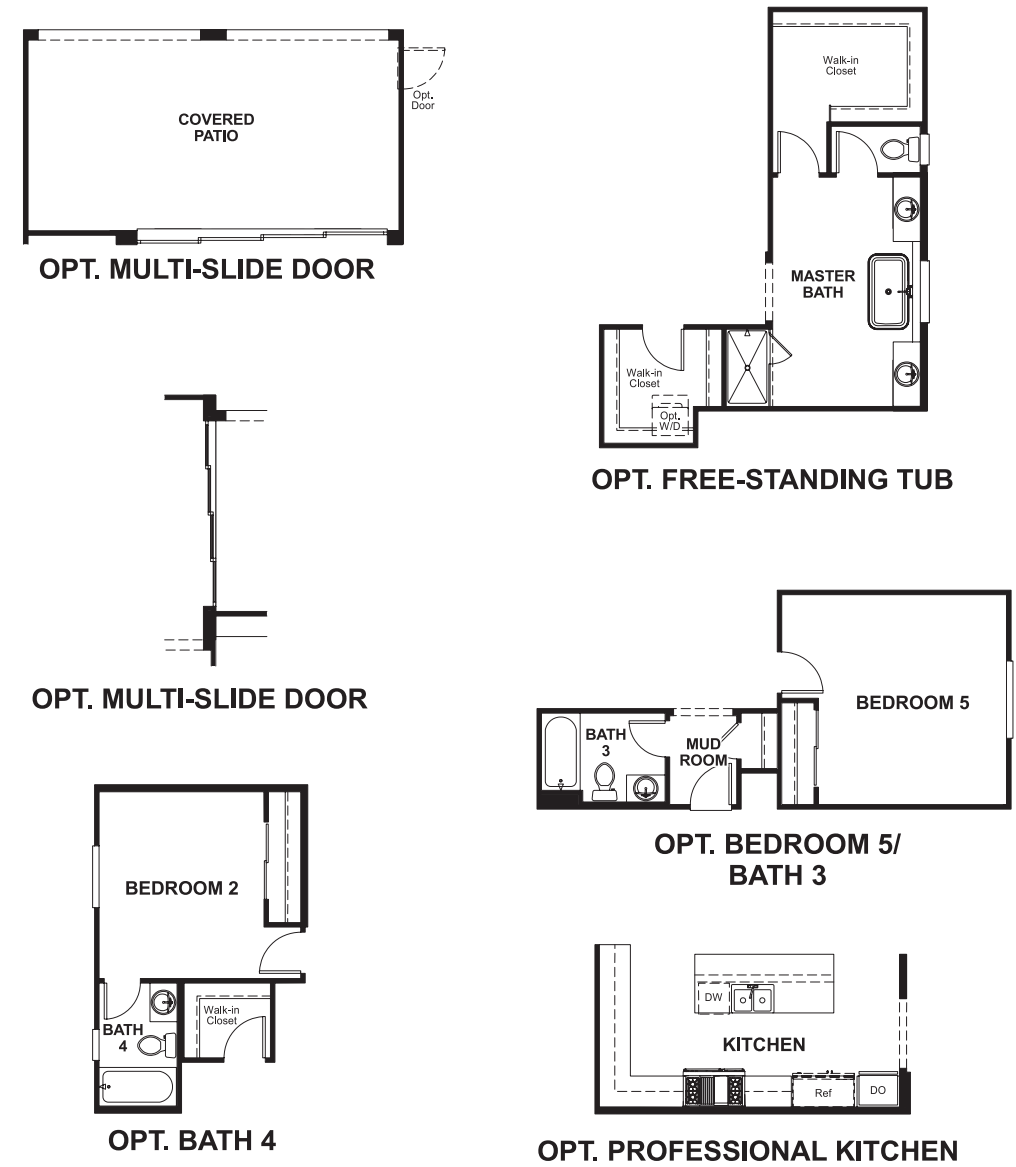 COVERED
PATIO
Opt.
Door
OPT. MULTI-SLIDE DOOR
Walk-in
Closet
MASTER
BATH
Walk-in
Closet
Opt.
W/D
OPT. FREE-STANDING TUB
OPT. MULTI-SLIDE DOOR
BEDROOM 5
BATH
3
MUD
ROOM
OPT. BEDROOM 5/
BATH 3
BEDROOM 2
BATH
4
Walk-in
Closet
OPT. BATH 4
DW
KITCHEN
Ref
DO
OPT. PROFESSIONAL KITCHEN